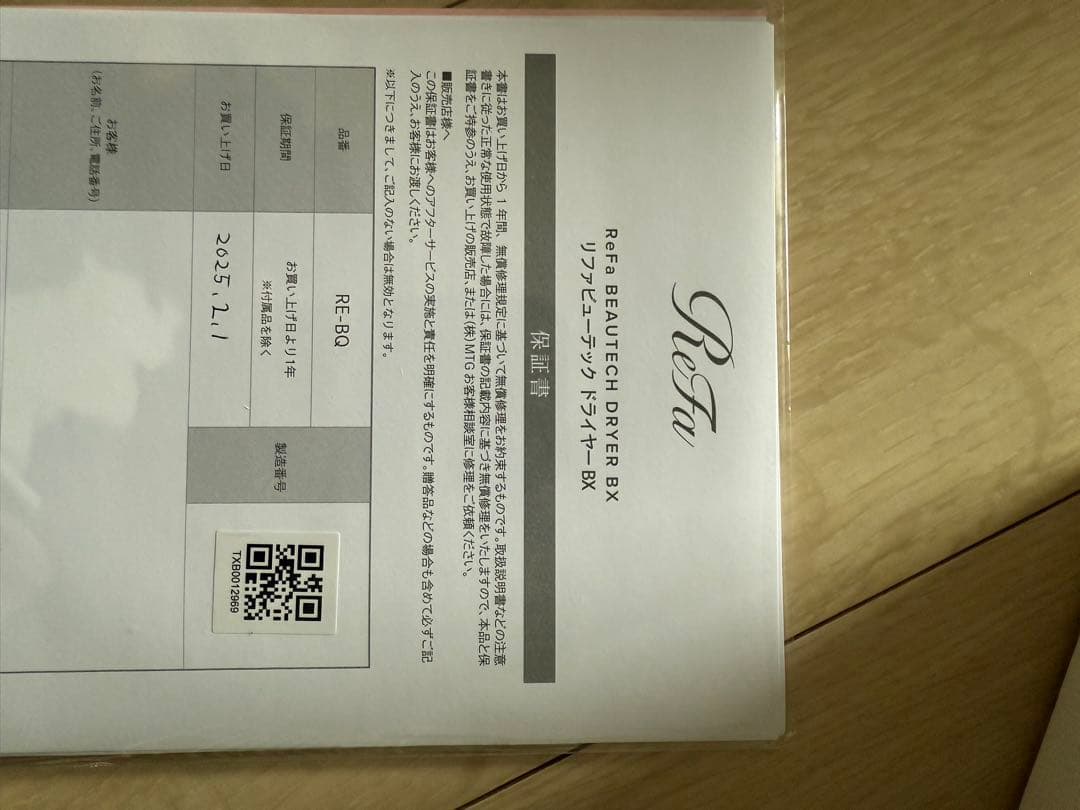 ReFa
ReFa BEAUTECH DRYER BX
リファビューテック ドライヤー BX
保証書
本書はお買い上げ日から 1 年間、無償修理規定に基づいて無償修理をお約束するものです。取扱説明書などの注意
書きに従った正常な使用状態で故障した場合には、保証書の記載内容に基づき無償修理をいたしますので、本品と保
証書をご持参のうえ、お買い上げの販売店、または(株)MTG お客様相談室に修理をご依頼ください。
■販売店様へ
この保証書はお客様へのアフターサービスの実施と責任を明確にするものです。贈答品などの場合も含めて必ずご記
入のうえ、お客様にお渡しください。
※以下につきまして、ご記入のない場合は無効となります。
品番
RE-BQ
保証期間
お買い上げ日より1年
※付属品を除く
製造番号
TXB0012969
お買い上げ日
2025.2.1
お客様
(お名前、ご住所、電話番号)